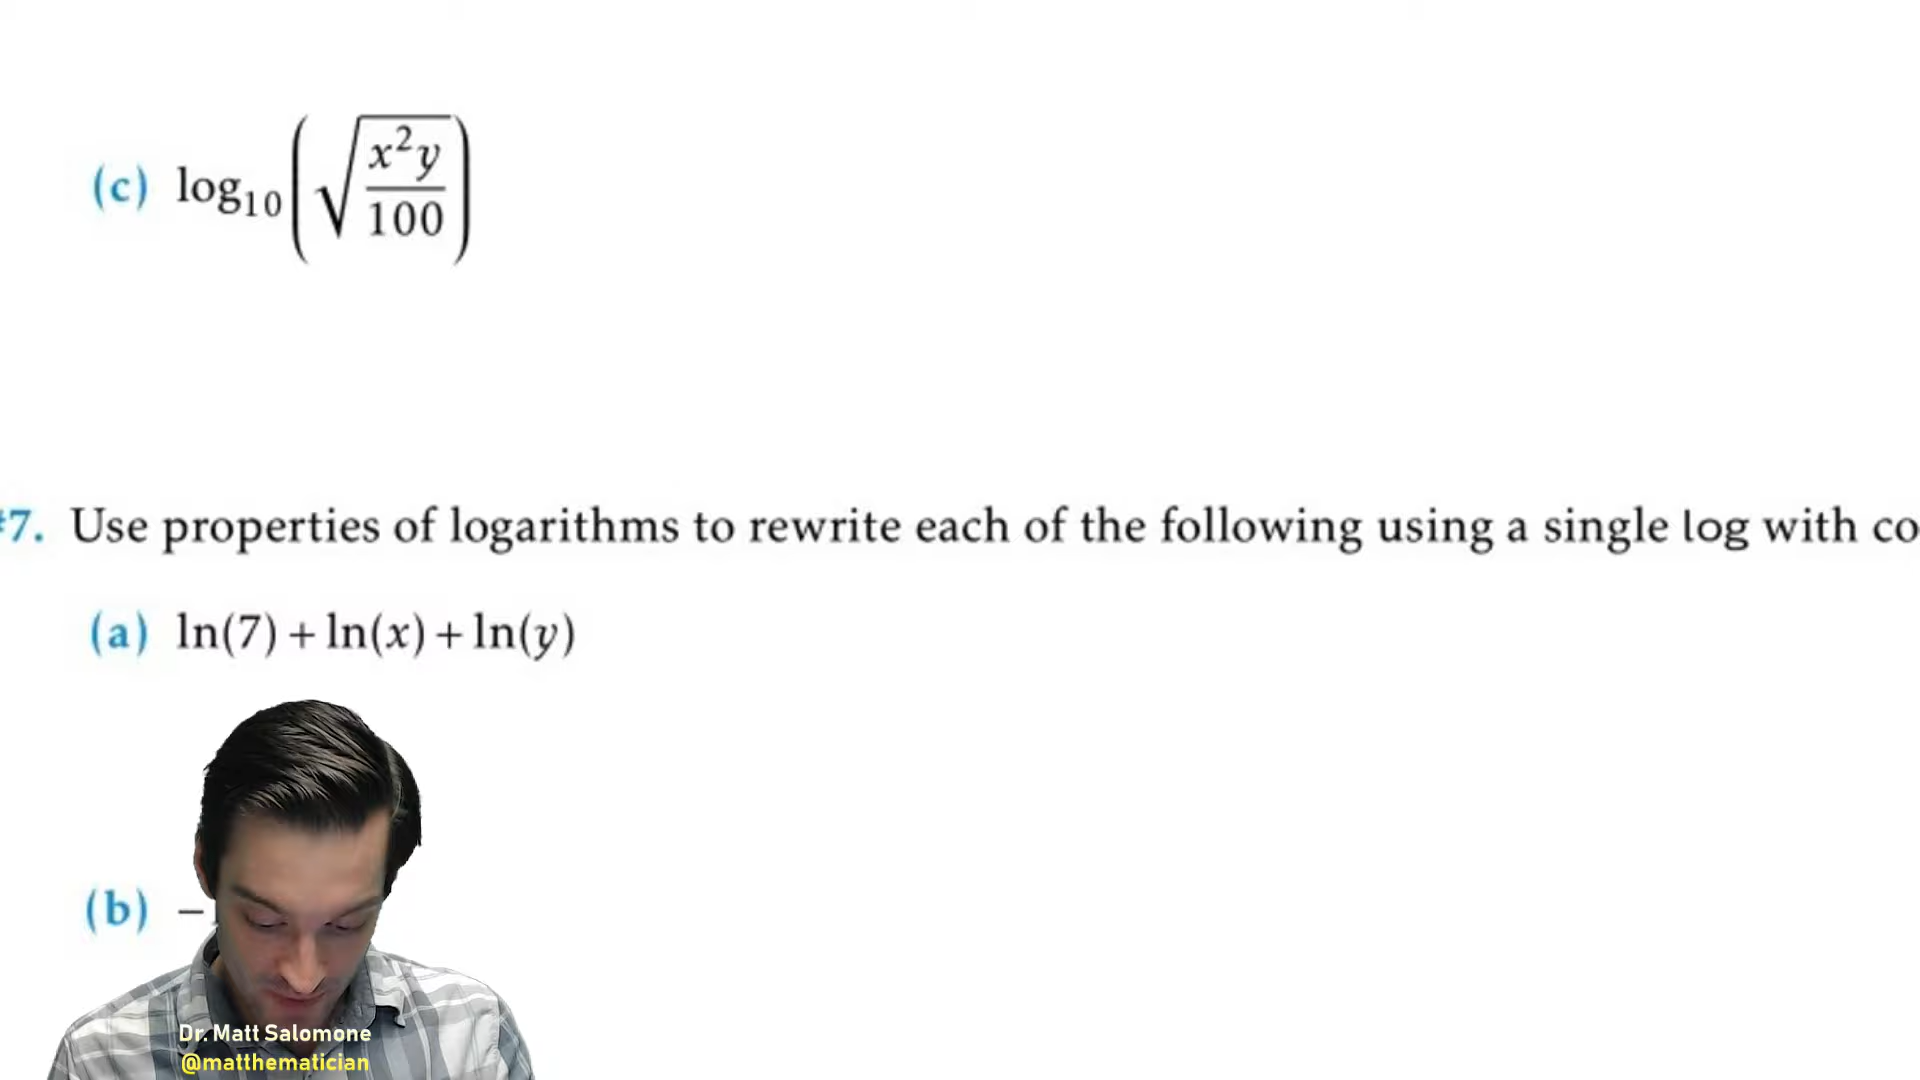 (c) log₁₀(√(x²y/100))
7. Use properties of logarithms to rewrite each of the following using a single log with
(a) ln(7) + ln(x) + ln(y)
(b) −
Dr. Matt Salomone
@matthematician